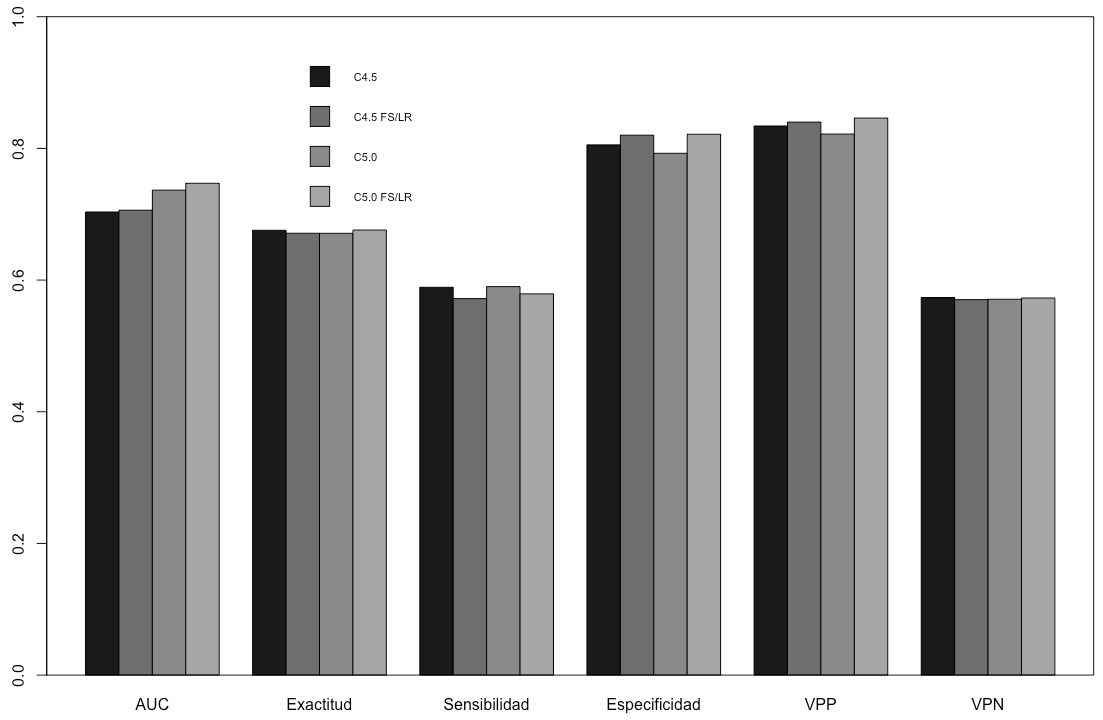 1.0
0.8
0.6
0.4
0.2
0.0
C4.5
C4.5 FS/LR
C5.0
C5.0 FS/LR
AUC Exactitud Sensibilidad Especificidad VPP VPN